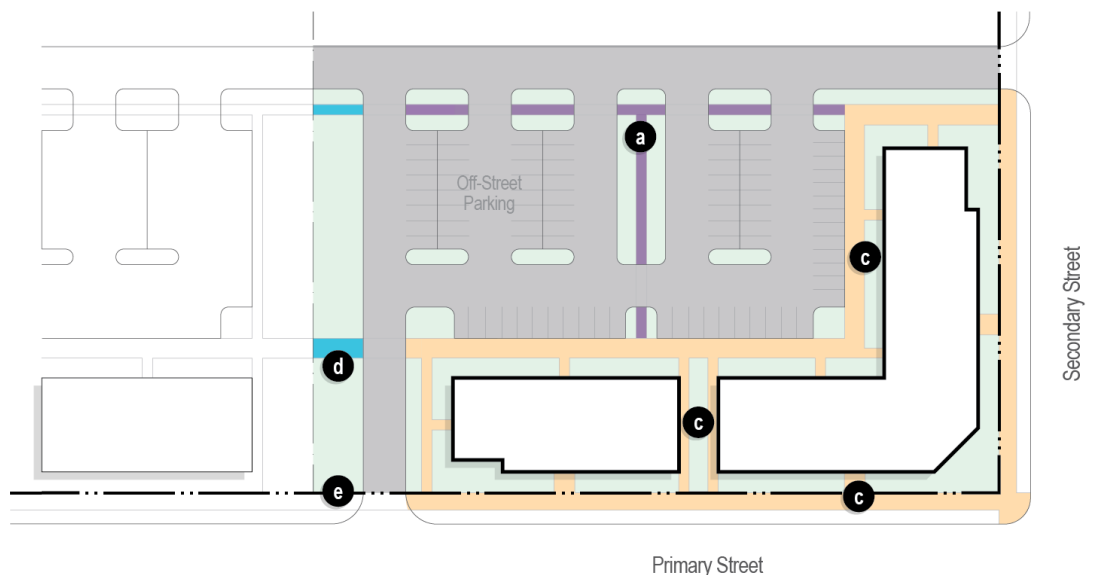 a
Off-Street
Parking
c
Secondary Street
d
c
e
c
Primary Street